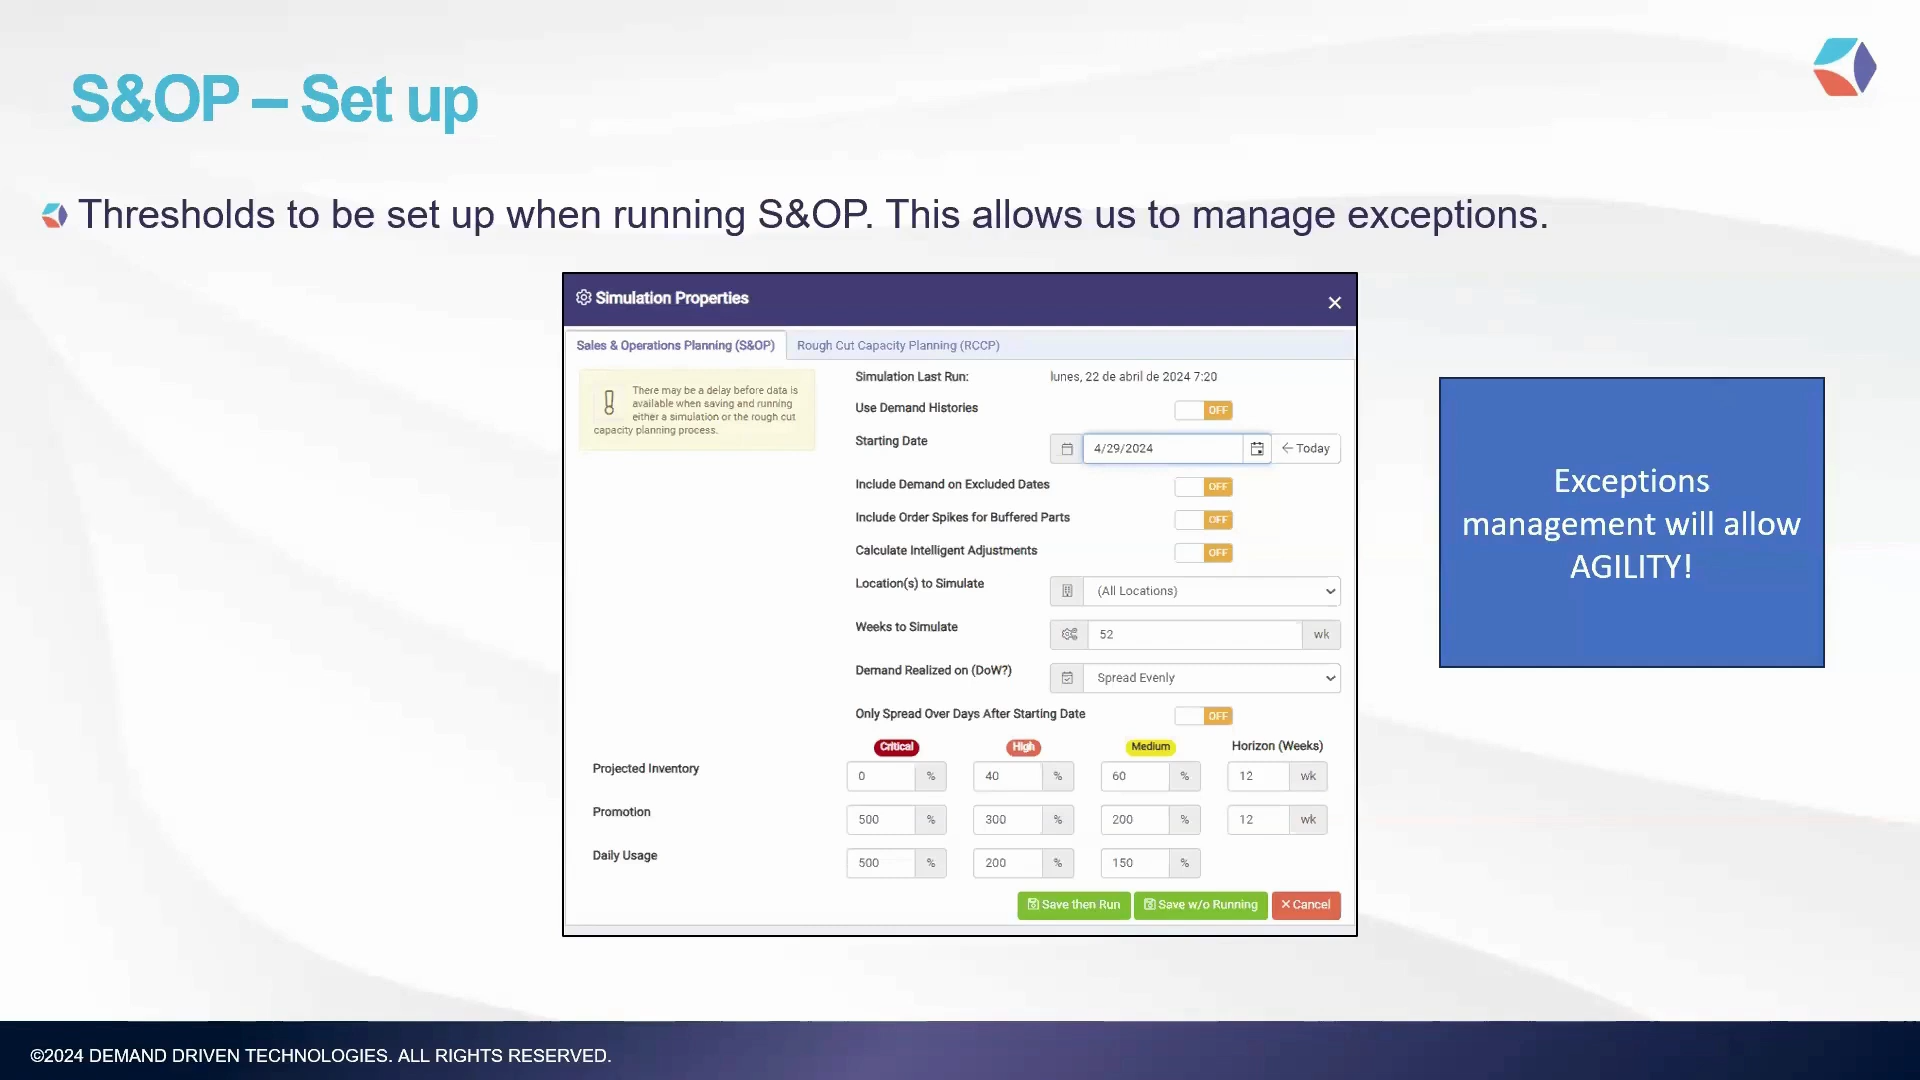 S&OP – Set up
Thresholds to be set up when running S&OP. This allows us to manage exceptions.
Simulation Properties
Sales & Operations Planning (S&OP)
Rough Cut Capacity Planning (RCCP)
There may be a delay before data is
available when saving and running
either a simulation or the rough cut
capacity planning process.
Simulation Last Run: lunes, 22 de abril de 2024 7:20
Use Demand Histories OFF
Starting Date 4/29/2024 Today
Include Demand on Excluded Dates OFF
Include Order Spikes for Buffered Parts OFF
Calculate Intelligent Adjustments OFF
Location(s) to Simulate (All Locations)
Weeks to Simulate 52 wk
Demand Realized on (DoW?) Spread Evenly
Only Spread Over Days After Starting Date OFF
Critical High Medium Horizon (Weeks)
Projected Inventory 0 % 40 % 60 % 12 wk
Promotion 500 % 300 % 200 % 12 wk
Daily Usage 500 % 200 % 150 %
Save then Run Save w/o Running Cancel
Exceptions
management will allow
AGILITY!
©2024 DEMAND DRIVEN TECHNOLOGIES. ALL RIGHTS RESERVED.